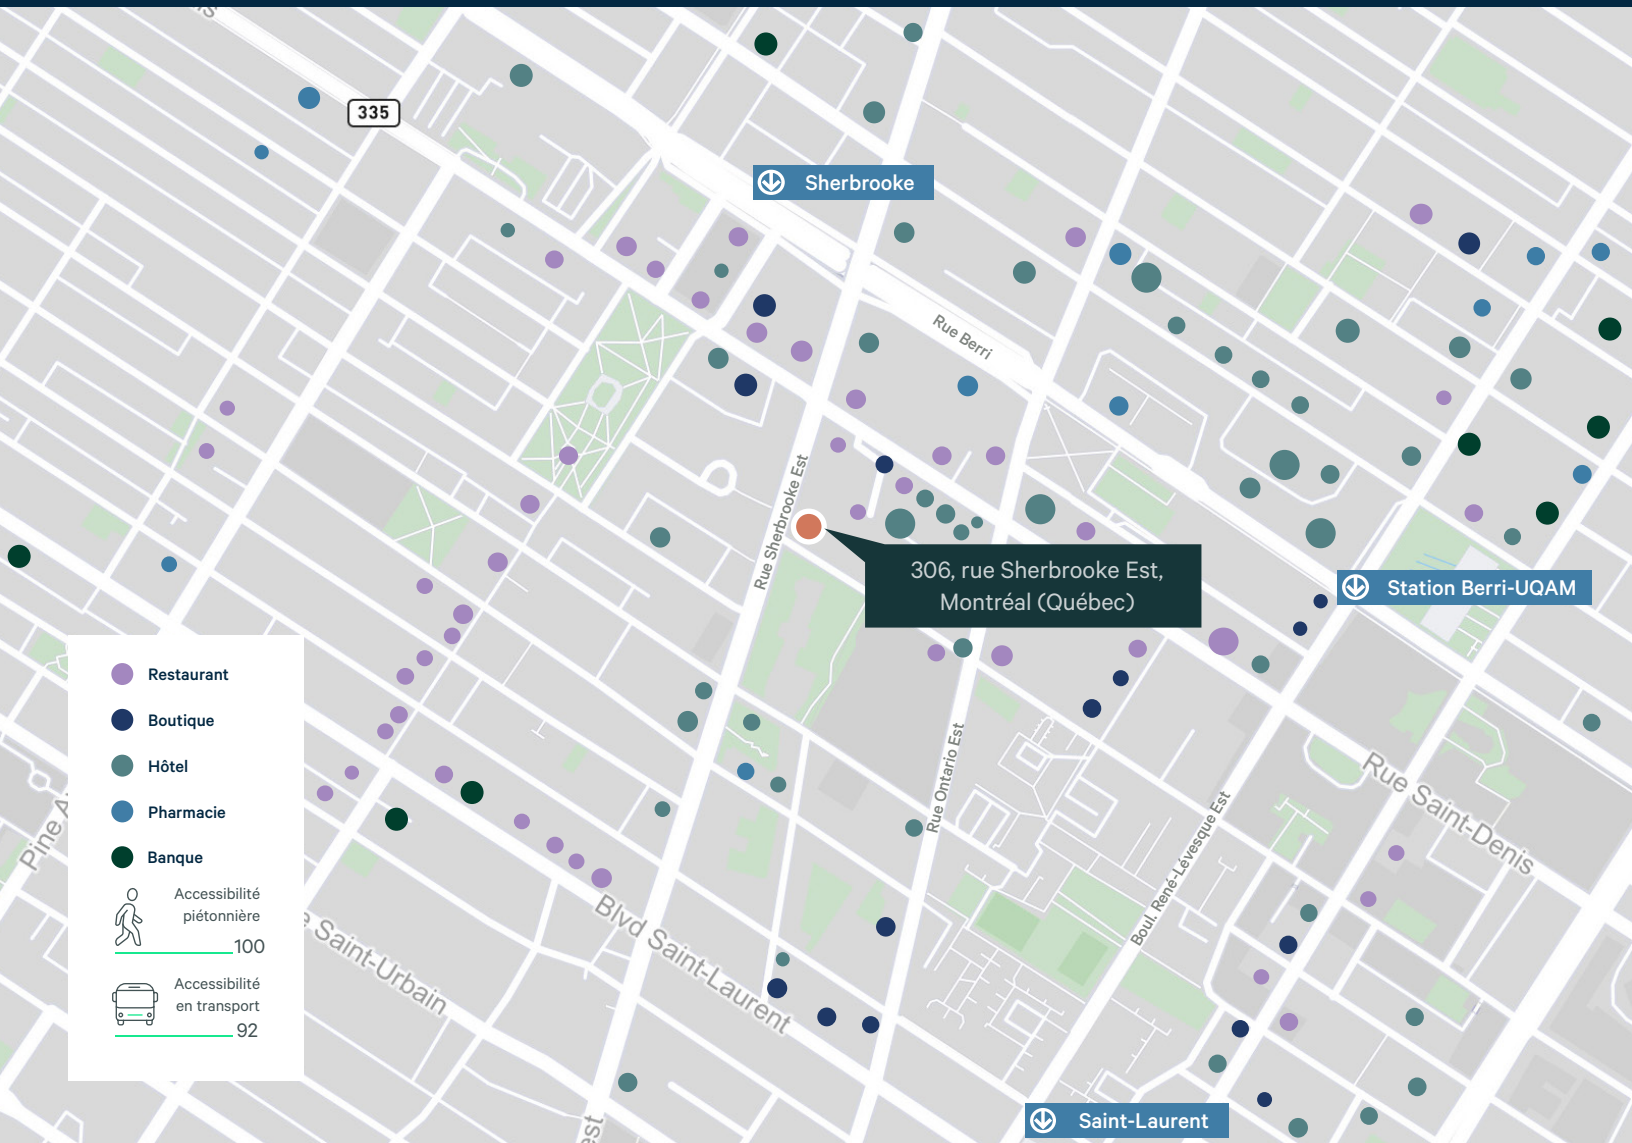 335
Sherbrooke
Rue Berri
Rue Sherbrooke Est
306, rue Sherbrooke Est,
Montréal (Québec)
Station Berri-UQAM
Restaurant
Boutique
Hôtel
Pharmacie
Banque
Accessibilité
piétonnière
100
Accessibilité
en transport
92
Pine A
Rue Ontario Est
Boul. René-Lévesque Est
Rue Saint-Denis
e Saint-Urbain
Blvd Saint-Laurent
Saint-Laurent
est